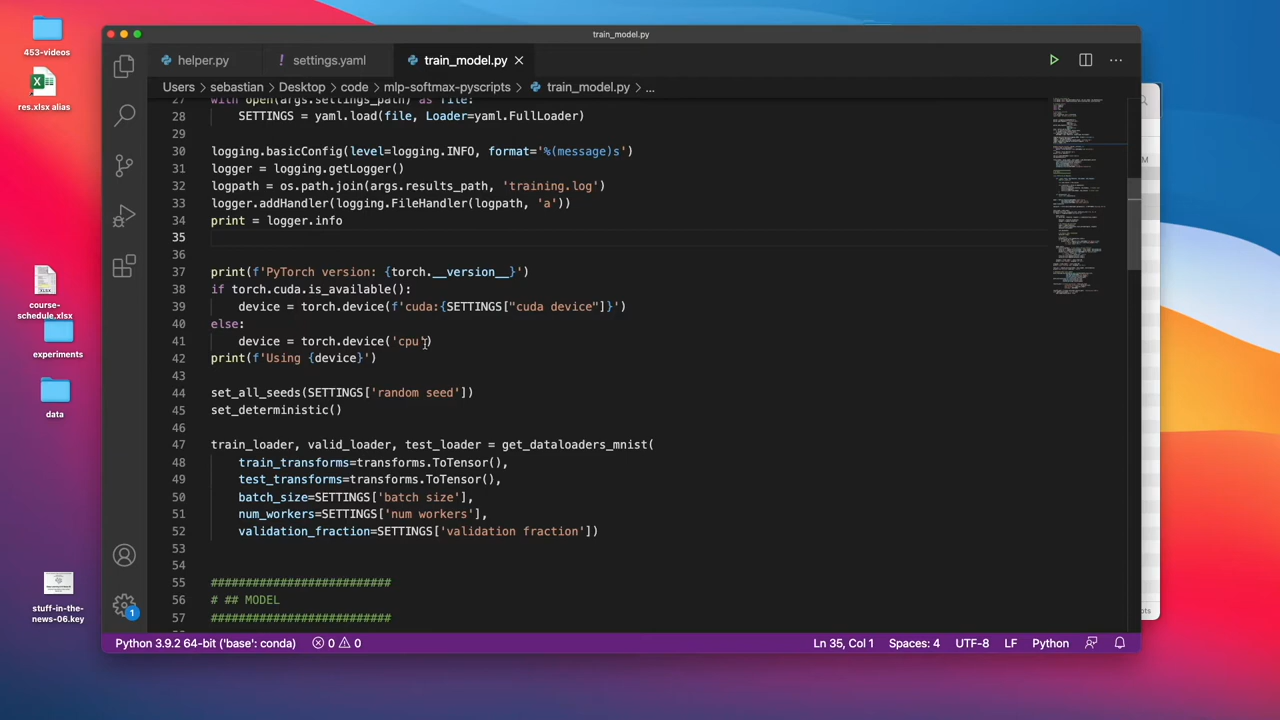 453-videos
res.xlsx alias
course-
schedule.xlsx
experiments
data
stuff-in-the-
news-06.key
train_model.py
helper.py
! settings.yaml
train_model.py ×
Users › sebastian › Desktop › code › mlp-softmax-pyscripts › train_model.py › ...
27 with open(args.settings_path) as file:
28     SETTINGS = yaml.load(file, Loader=yaml.FullLoader)
29
30 logging.basicConfig(level=logging.INFO, format='%(message)s')
31 logger = logging.getLogger()
32 logpath = os.path.join(args.results_path, 'training.log')
33 logger.addHandler(logging.FileHandler(logpath, 'a'))
34 print = logger.info
35
36
37 print(f'PyTorch version: {torch.__version__}')
38 if torch.cuda.is_available():
39     device = torch.device(f'cuda:{SETTINGS["cuda device"]}')
40 else:
41     device = torch.device('cpu')
42 print(f'Using {device}')
43
44 set_all_seeds(SETTINGS['random seed'])
45 set_deterministic()
46
47 train_loader, valid_loader, test_loader = get_dataloaders_mnist(
48     train_transforms=transforms.ToTensor(),
49     test_transforms=transforms.ToTensor(),
50     batch_size=SETTINGS['batch size'],
51     num_workers=SETTINGS['num workers'],
52     validation_fraction=SETTINGS['validation fraction'])
53
54
55 ##########################
56 # ## MODEL
57 ##########################
1
Python 3.9.2 64-bit ('base': conda) 0 0 Ln 35, Col 1 Spaces: 4 UTF-8 LF Python